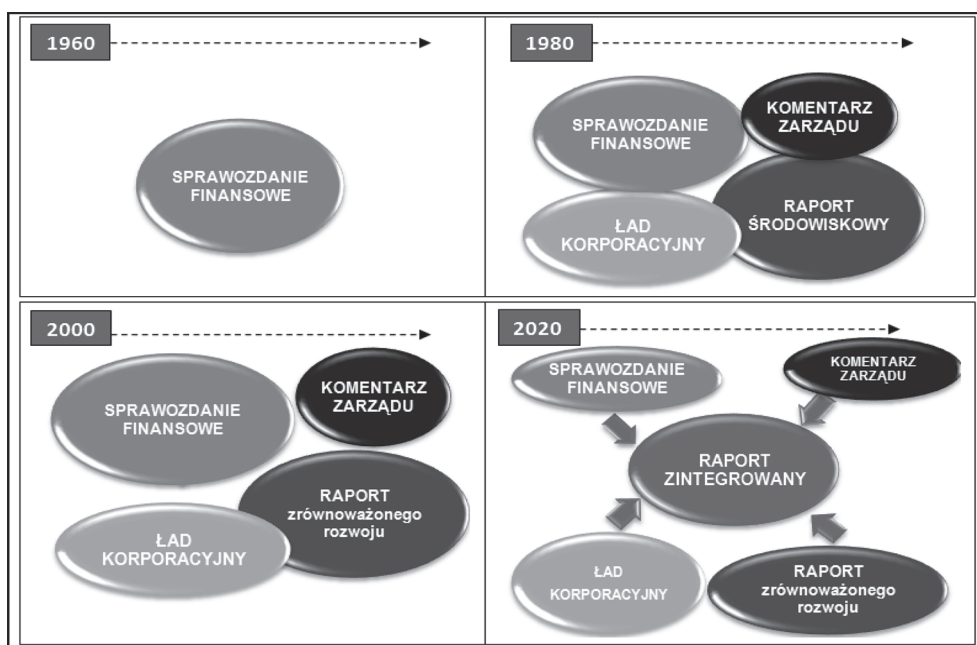 1960
SPRAWOZDANIE
FINANSOWE
1980
SPRAWOZDANIE
FINANSOWE
KOMENTARZ
ZARZĄDU
ŁAD
KORPORACYJNY
RAPORT
ŚRODOWISKOWY
2000
SPRAWOZDANIE
FINANSOWE
KOMENTARZ
ZARZĄDU
ŁAD
KORPORACYJNY
RAPORT
zrównoważonego
rozwoju
2020
SPRAWOZDANIE
FINANSOWE
KOMENTARZ
ZARZĄDU
RAPORT
ZINTEGROWANY
ŁAD
KORPORACYJNY
RAPORT
zrównoważonego
rozwoju